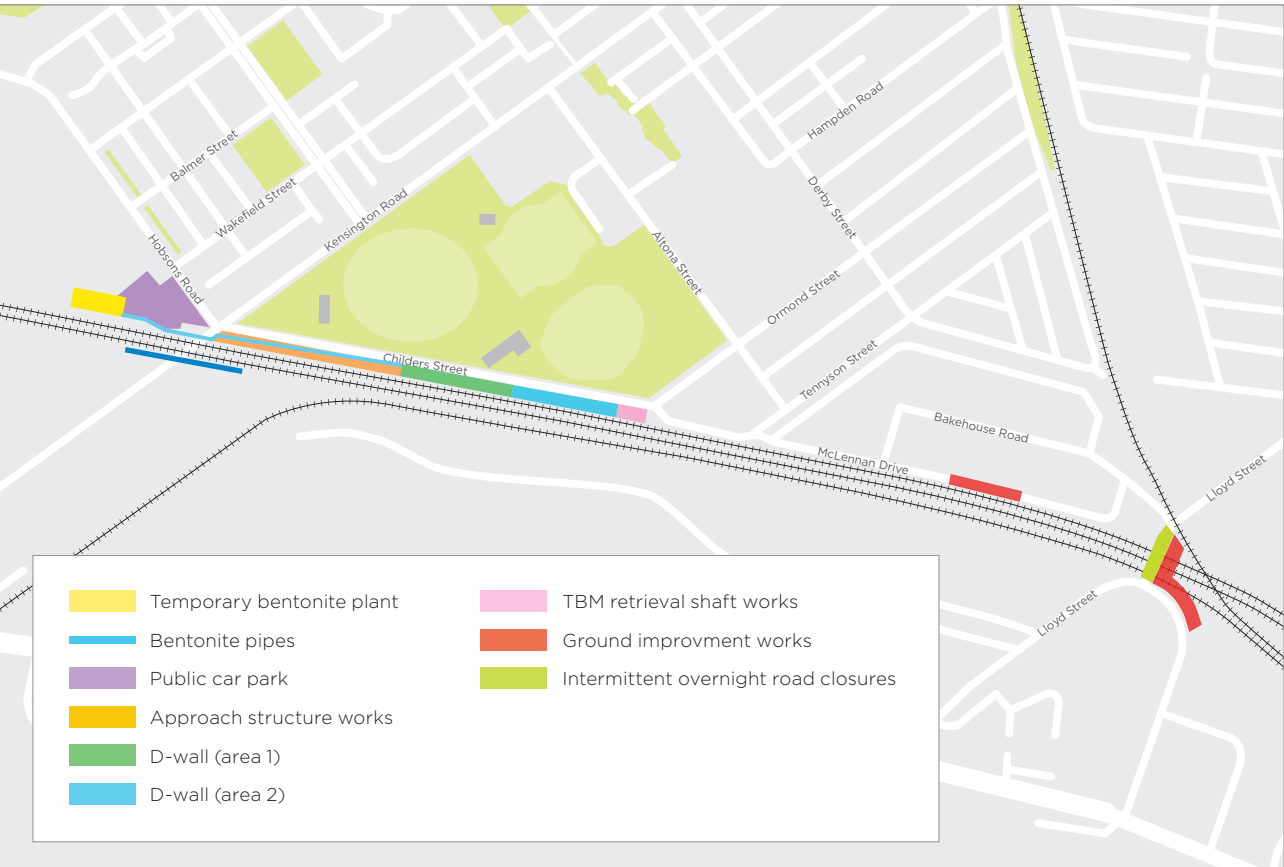 Hampden Road
Balmer Street
Wakefield Street
Kensington Road
Derby Street
Hobsons Road
Altona Street
Ormond Street
Childers Street
Tennyson Street
Bakehouse Road
McLennan Drive
Lloyd Street
Lloyd Street
Temporary bentonite plant
Bentonite pipes
Public car park
Approach structure works
D-wall (area 1)
D-wall (area 2)
TBM retrieval shaft works
Ground improvment works
Intermittent overnight road closures